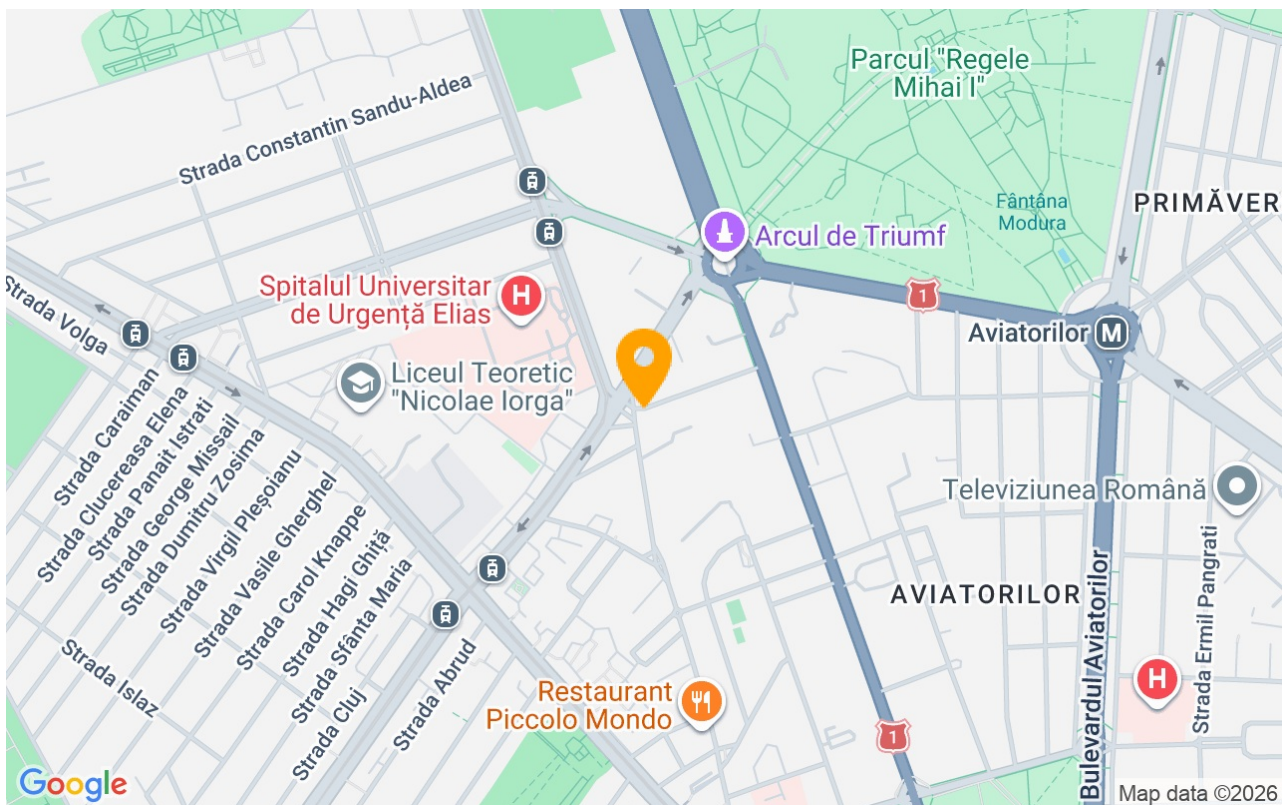 Parcul "Regele
Mihai I"
Strada Constantin Sandu-Aldea
Fântâna
Modura
PRIMĂVER
Arcul de Triumf
Spitalul Universitar
de Urgență Elias
H
1
Aviatorilor
M
Strada Volga
Liceul Teoretic
"Nicolae Iorga"
Strada Caraiman
Strada Clucereasa Elena
Strada Panait Istrati
Strada George Missail
Strada Dumitru Zosima
Strada Virgil Pleșoianu
Strada Vasile Gherghel
Strada Carol Knappe
Strada Hagi Ghiță
Strada Sfânta Maria
Strada Cluj
Strada Abrud
Strada Islaz
Televiziunea Română
AVIATORILOR
Bulevardul Aviatorilor
Strada Ermil Pangrati
H
Restaurant
Piccolo Mondo
1
Google
Map data ©2026